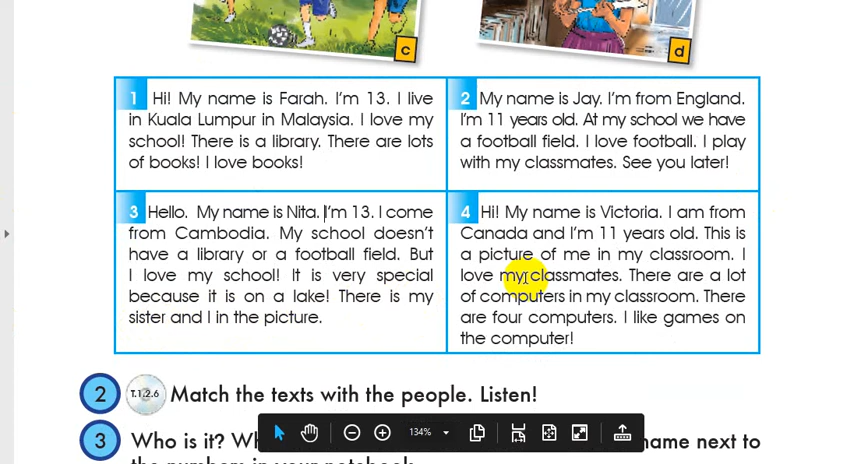 c
d
1 Hi! My name is Farah. I'm 13. I live
in Kuala Lumpur in Malaysia. I love my
school! There is a library. There are lots
of books! I love books!
2 My name is Jay. I'm from England.
I'm 11 years old. At my school we have
a football field. I love football. I play
with my classmates. See you later!
3 Hello. My name is Nita. I'm 13. I come
from Cambodia. My school doesn't
have a library or a football field. But
I love my school! It is very special
because it is on a lake! There is my
sister and I in the picture.
4 Hi! My name is Victoria. I am from
Canada and I'm 11 years old. This is
a picture of me in my classroom. I
love my classmates. There are a lot
of computers in my classroom. There
are four computers. I like games on
the computer!
2 T.1.2.6 Match the texts with the people. Listen!
134%
3 Who is it? name next to
the numbers in your notebook.